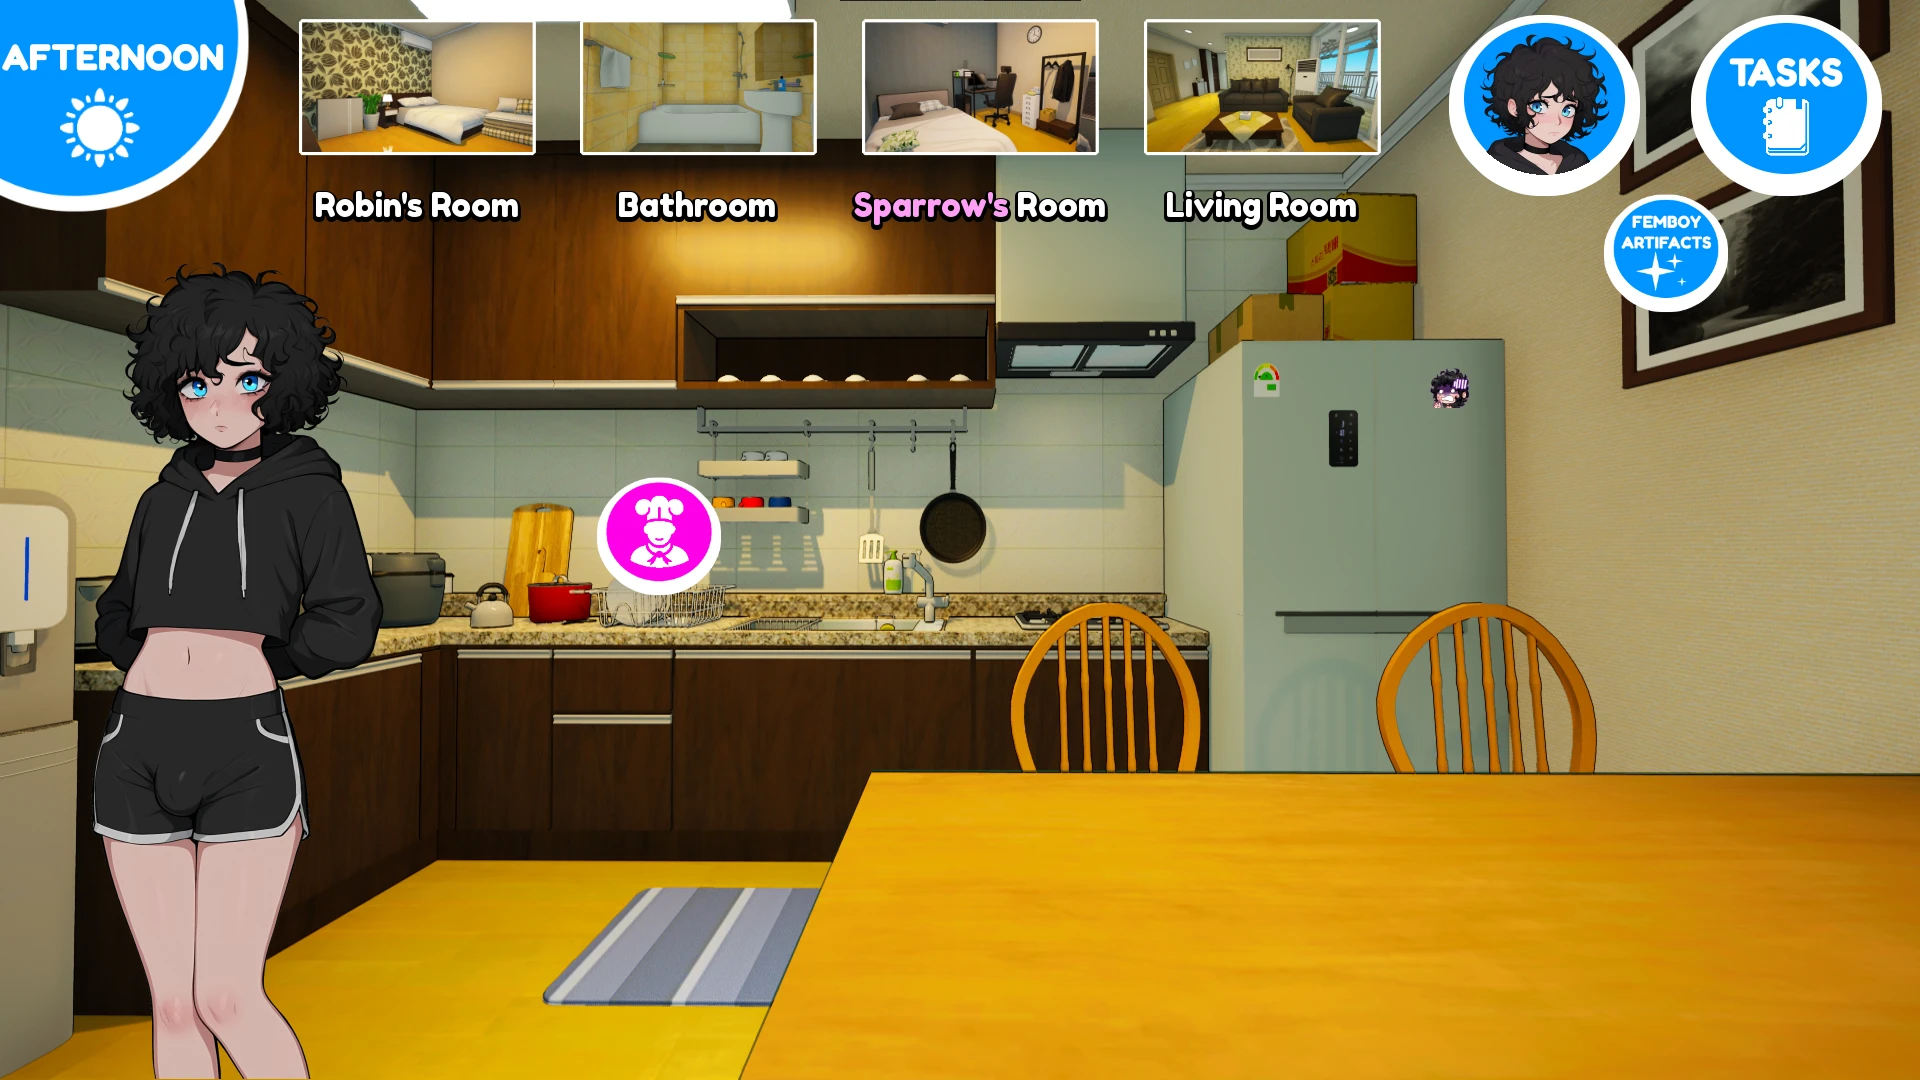 AFTERNOON
Robin's Room
Bathroom
Sparrow's Room
Living Room
TASKS
FEMBOY
ARTIFACTS